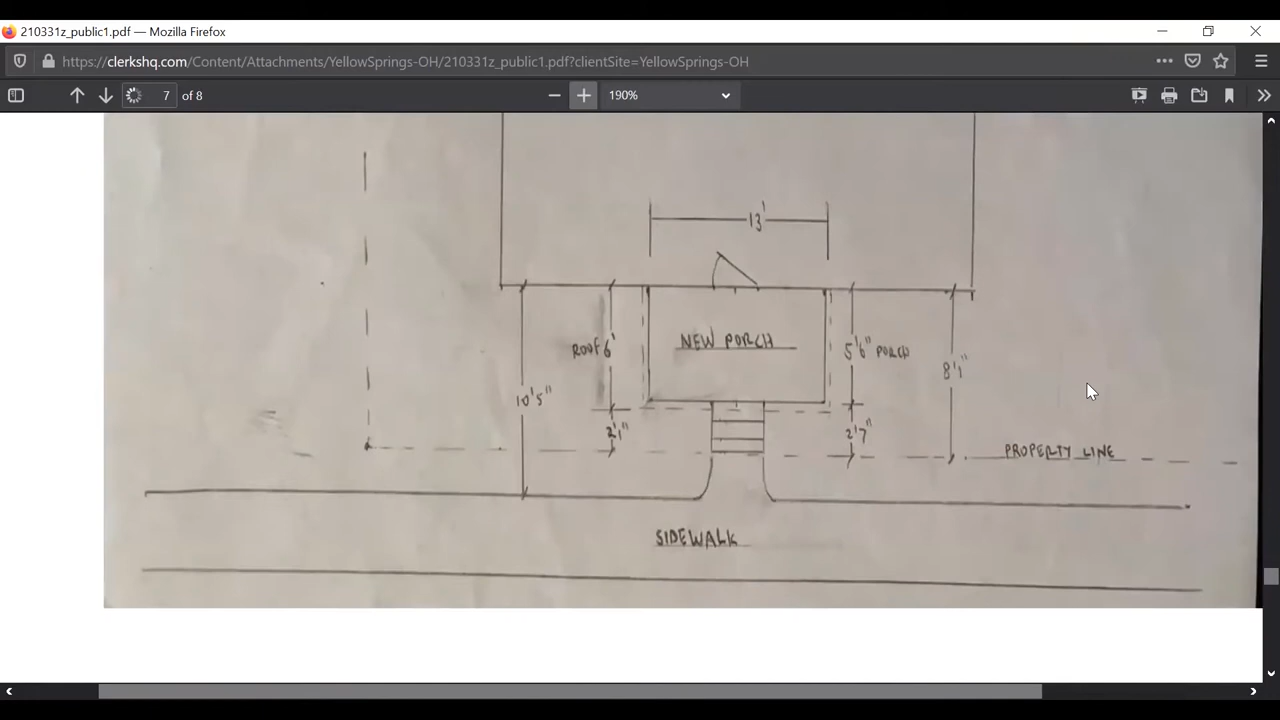 210331z_public1.pdf — Mozilla Firefox
https://clerkshq.com/Content/Attachments/YellowSprings-OH/210331z_public1.pdf?clientSite=YellowSprings-OH
7 of 8
190%
13'
ROOF 6'
NEW PORCH
5'6" PORCH
8'1"
10'5"
2'1"
2'7"
PROPERTY LINE
SIDEWALK